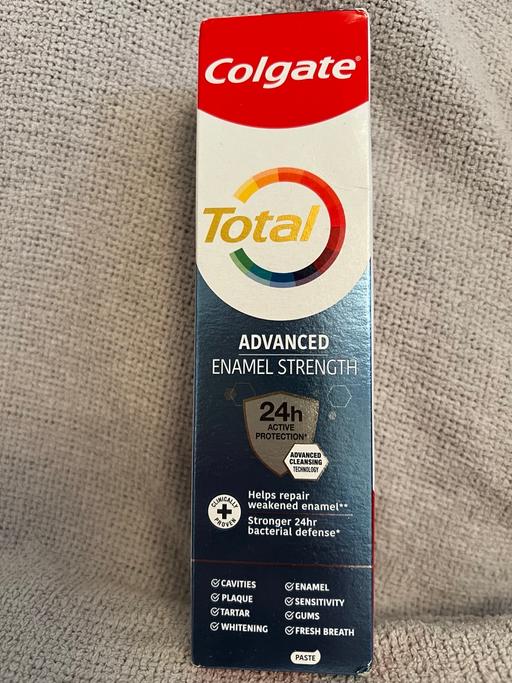 Colgate®
Total
ADVANCED
ENAMEL STRENGTH
24h
ACTIVE
PROTECTION*
ADVANCED
CLEANSING
TECHNOLOGY
CLINICALLY
PROVEN
Helps repair
weakened enamel**
Stronger 24hr
bacterial defense*
CAVITIES
PLAQUE
TARTAR
WHITENING
ENAMEL
SENSITIVITY
GUMS
FRESH BREATH
PASTE